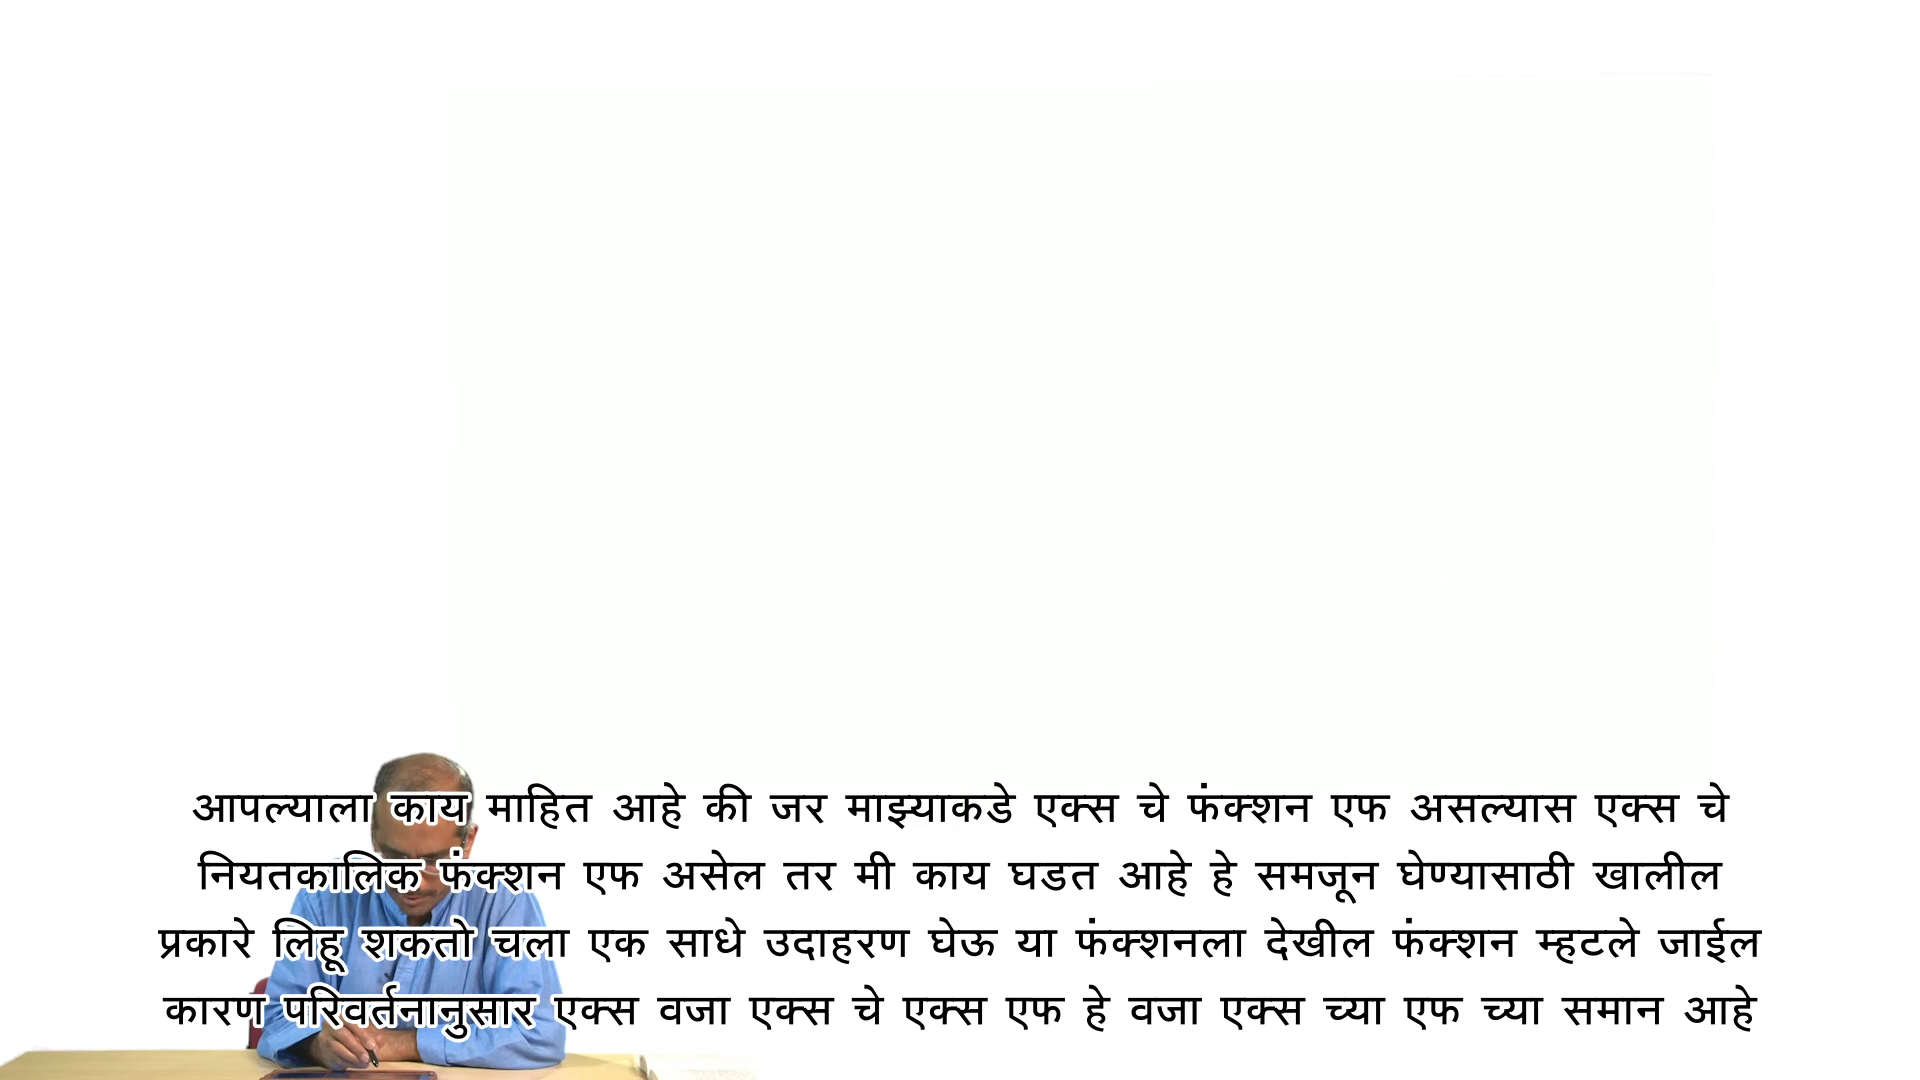 आपल्याला काय माहित आहे की जर माझ्याकडे एक्स चे फंक्शन एफ असल्यास एक्स चे
नियतकालिक फंक्शन एफ असेल तर मी काय घडत आहे हे समजून घेण्यासाठी खालील
प्रकारे लिहू शकतो चला एक साधे उदाहरण घेऊ या फंक्शनला देखील फंक्शन म्हटले जाईल
कारण परिवर्तनानुसार एक्स वजा एक्स चे एक्स एफ हे वजा एक्स च्या एफ च्या समान आहे